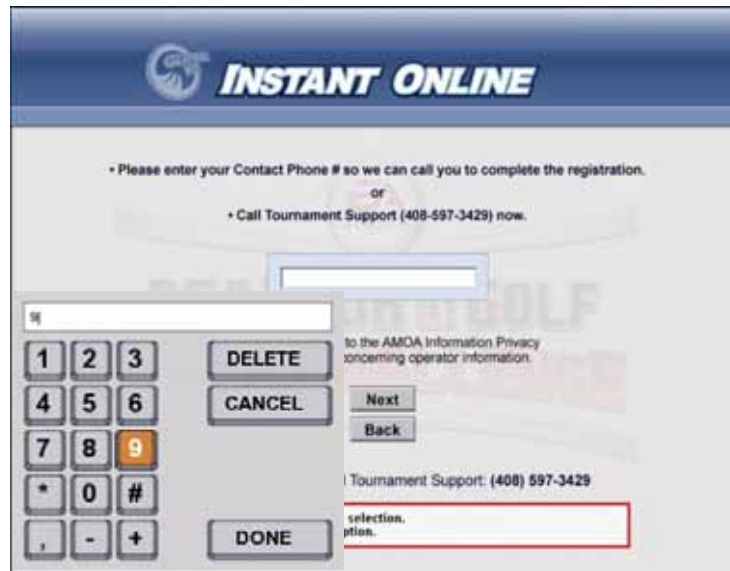 INSTANT ONLINE
• Please enter your Contact Phone # so we can call you to complete the registration.
or
• Call Tournament Support (408-597-3429) now.
GOLF
9
1 2 3 DELETE
4 5 6 CANCEL
7 8 9
* 0 #
, - + DONE
to the AMOA Information Privacy
concerning operator information.
Next
Back
Tournament Support: (408) 597-3429
selection.